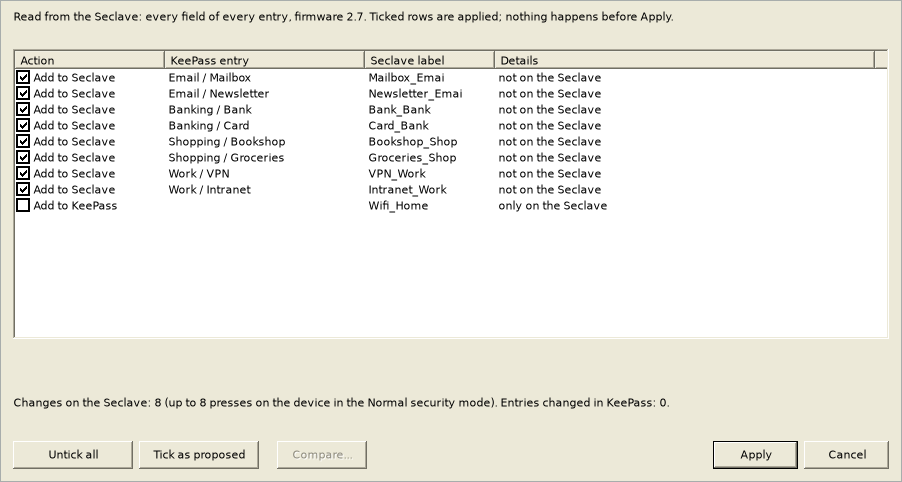 Read from the Seclave: every field of every entry, firmware 2.7. Ticked rows are applied; nothing happens before Apply.
Action KeePass entry Seclave label Details
Add to Seclave Email / Mailbox Mailbox_Emai not on the Seclave
Add to Seclave Email / Newsletter Newsletter_Emai not on the Seclave
Add to Seclave Banking / Bank Bank_Bank not on the Seclave
Add to Seclave Banking / Card Card_Bank not on the Seclave
Add to Seclave Shopping / Bookshop Bookshop_Shop not on the Seclave
Add to Seclave Shopping / Groceries Groceries_Shop not on the Seclave
Add to Seclave Work / VPN VPN_Work not on the Seclave
Add to Seclave Work / Intranet Intranet_Work not on the Seclave
Add to KeePass Wifi_Home only on the Seclave
Changes on the Seclave: 8 (up to 8 presses on the device in the Normal security mode). Entries changed in KeePass: 0.
Untick all Tick as proposed Compare... Apply Cancel